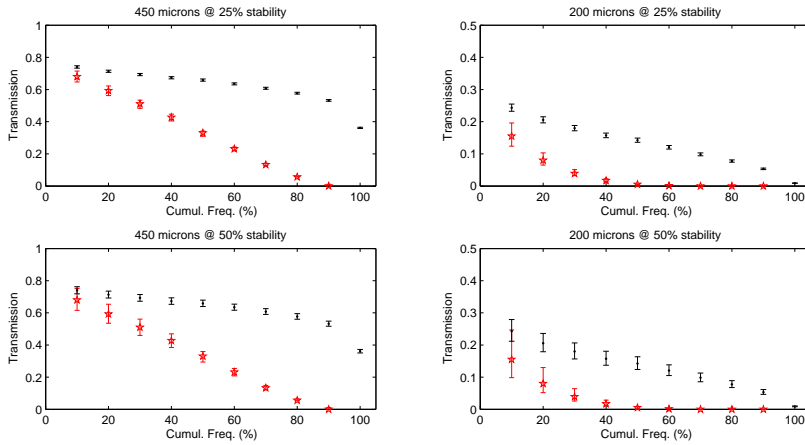 450 microns @ 25% stability
1
0.8
0.6
0.4
0.2
0
Transmission
0 20 40 60 80 100
Cumul. Freq. (%)
200 microns @ 25% stability
0.5
0.4
0.3
0.2
0.1
0
Transmission
0 20 40 60 80 100
Cumul. Freq. (%)
450 microns @ 50% stability
1
0.8
0.6
0.4
0.2
0
Transmission
0 20 40 60 80 100
Cumul. Freq. (%)
200 microns @ 50% stability
0.5
0.4
0.3
0.2
0.1
0
Transmission
0 20 40 60 80 100
Cumul. Freq. (%)